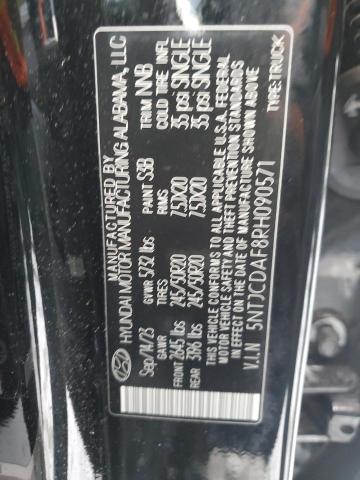 MANUFACTURED BY
HYUNDAI MOTOR MANUFACTURING ALABAMA, LLC
Sep/14/23 GVWR 5732 lbs PAINT S3B TRIM NNB
GAWR TIRES RIMS COLD TIRE INFL
FRONT 2645 lbs 245/50R20 7.5JX20 35 psi SINGLE
REAR 3316 lbs 245/50R20 7.5JX20 35 psi SINGLE
THIS VEHICLE CONFORMS TO ALL APPLICABLE U.S.A. FEDERAL
MOTOR VEHICLE SAFETY AND THEFT PREVENTION STANDARDS
IN EFFECT ON THE DATE OF MANUFACTURE SHOWN ABOVE
V.I.N 5NTJCDAF8RH090571 TYPE:TRUCK